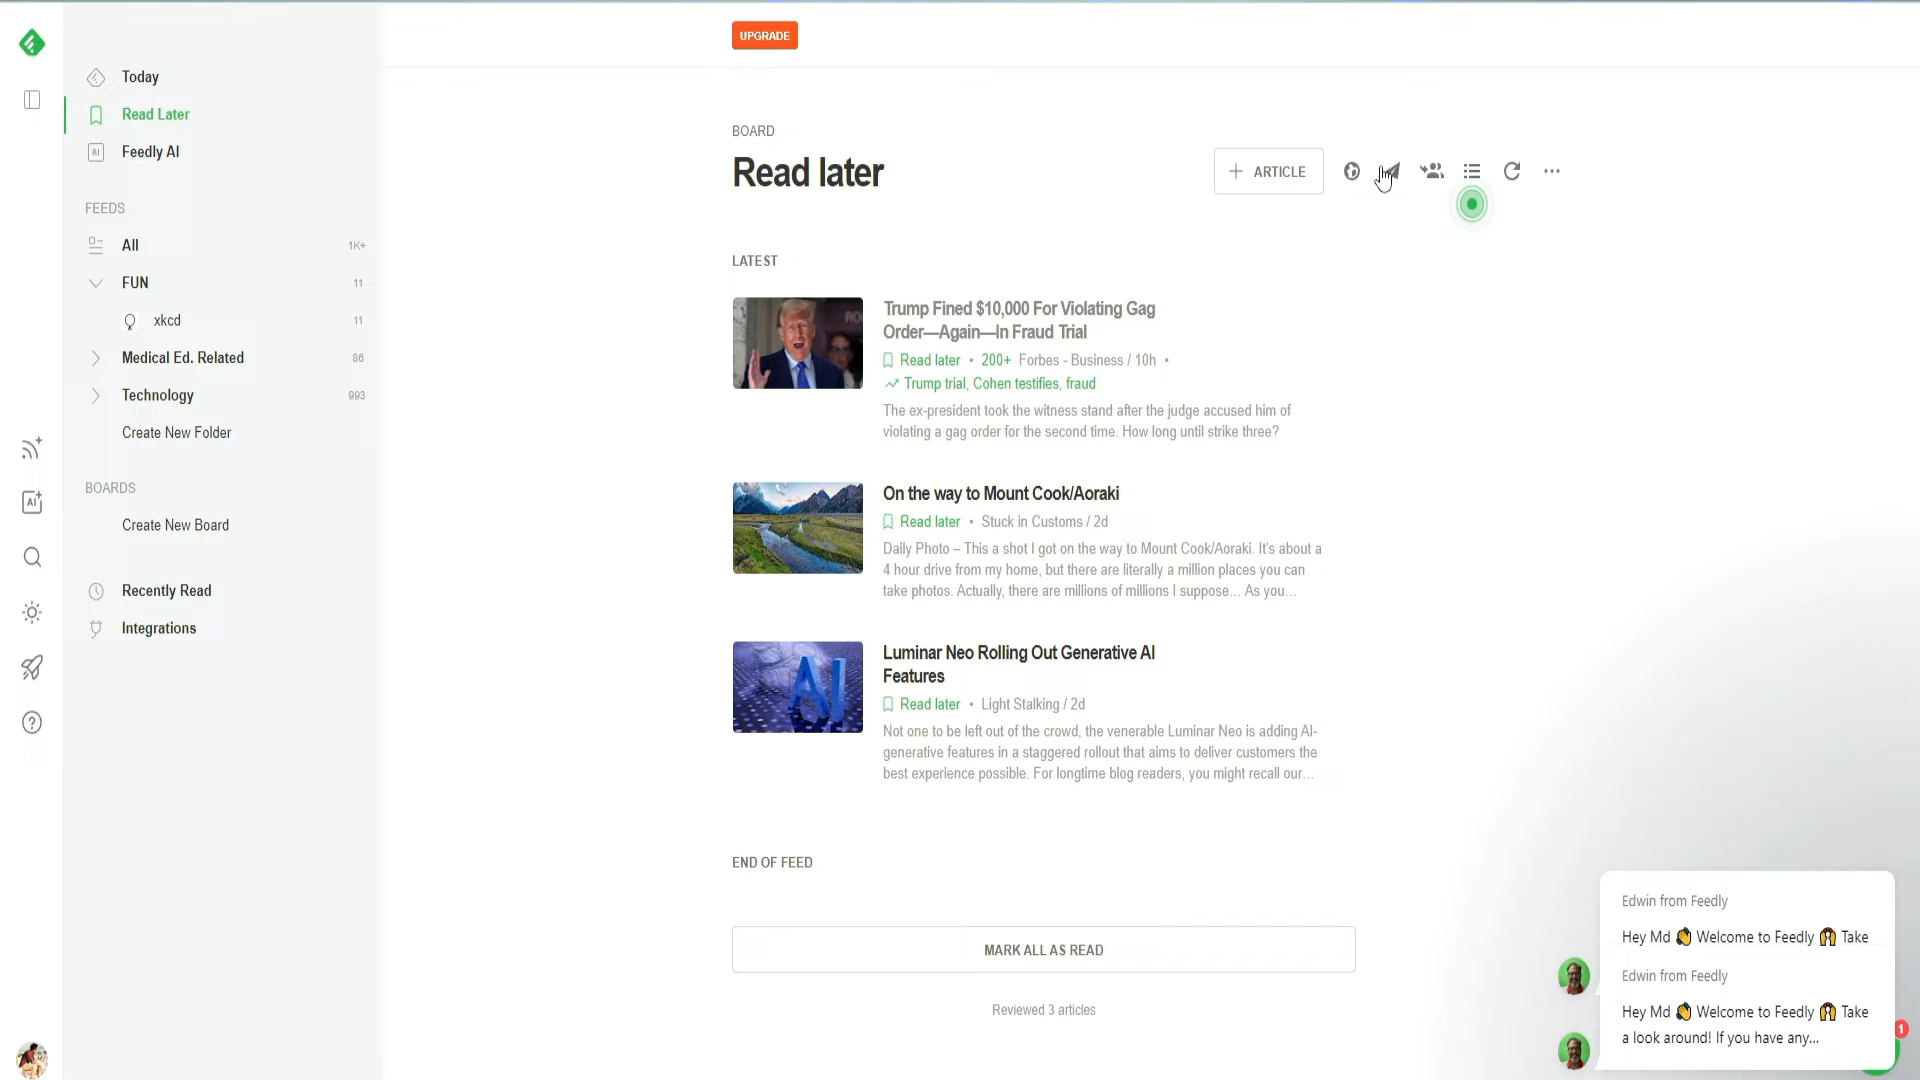 UPGRADE
Today
Read Later
AI
Feedly AI
FEEDS
All 1K+
FUN 11
xkcd 11
Medical Ed. Related 86
Technology 993
Create New Folder
BOARDS
Create New Board
Recently Read
Integrations
AI
BOARD
Read later
ARTICLE
LATEST
Trump Fined $10,000 For Violating Gag
Order—Again—In Fraud Trial
Read later • 200+ Forbes - Business / 10h •
Trump trial, Cohen testifies, fraud
The ex-president took the witness stand after the judge accused him of
violating a gag order for the second time. How long until strike three?
On the way to Mount Cook/Aoraki
Read later • Stuck in Customs / 2d
Daily Photo – This a shot I got on the way to Mount Cook/Aoraki. It's about a
4 hour drive from my home, but there are literally a million places you can
take photos. Actually, there are millions of millions I suppose... As you...
AI
Luminar Neo Rolling Out Generative AI
Features
Read later • Light Stalking / 2d
Not one to be left out of the crowd, the venerable Luminar Neo is adding AI-
generative features in a staggered rollout that aims to deliver customers the
best experience possible. For longtime blog readers, you might recall our...
END OF FEED
MARK ALL AS READ
Reviewed 3 articles
Edwin from Feedly
Hey Md 👋 Welcome to Feedly 🙌 Take
Edwin from Feedly
Hey Md 👋 Welcome to Feedly 🙌 Take
a look around! If you have any...
1